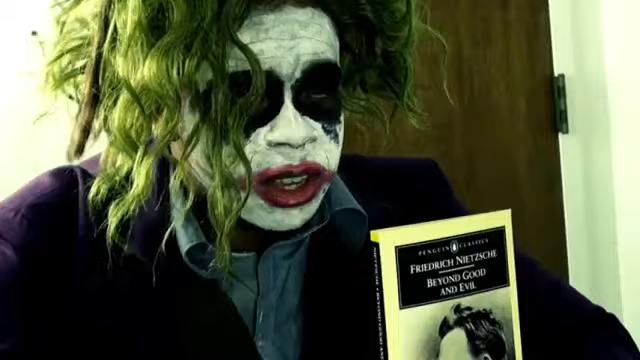 PENGUIN CLASSICS
FRIEDRICH NIETZSCHE
BEYOND GOOD
AND EVIL